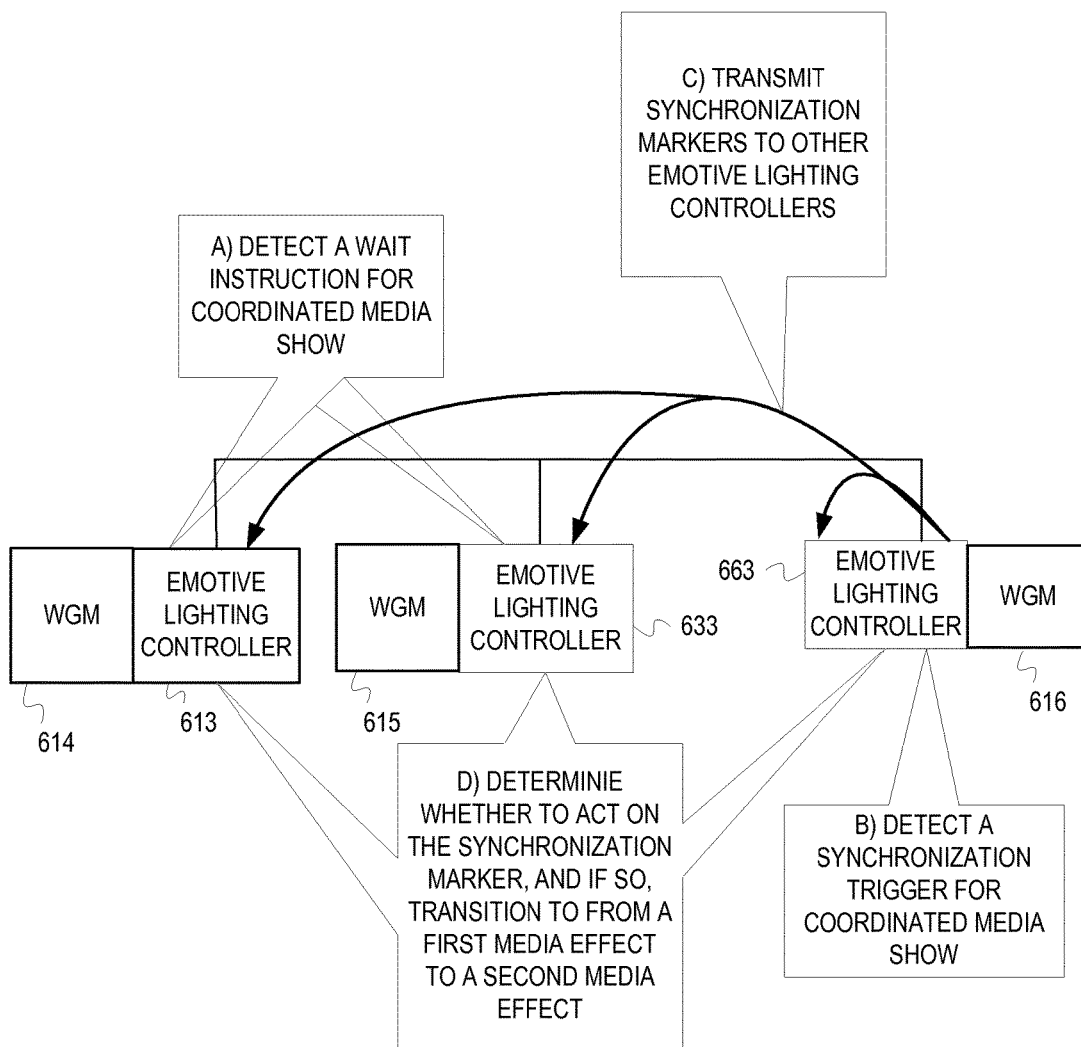 C) TRANSMIT
SYNCHRONIZATION
MARKERS TO OTHER
EMOTIVE LIGHTING
CONTROLLERS
A) DETECT A WAIT
INSTRUCTION FOR
COORDINATED MEDIA
SHOW
WGM
EMOTIVE
LIGHTING
CONTROLLER
614
613
WGM
EMOTIVE
LIGHTING
CONTROLLER
615
633
663
EMOTIVE
LIGHTING
CONTROLLER
WGM
616
D) DETERMINIE
WHETHER TO ACT ON
THE SYNCHRONIZATION
MARKER, AND IF SO,
TRANSITION TO FROM A
FIRST MEDIA EFFECT
TO A SECOND MEDIA
EFFECT
B) DETECT A
SYNCHRONIZATION
TRIGGER FOR
COORDINATED MEDIA
SHOW